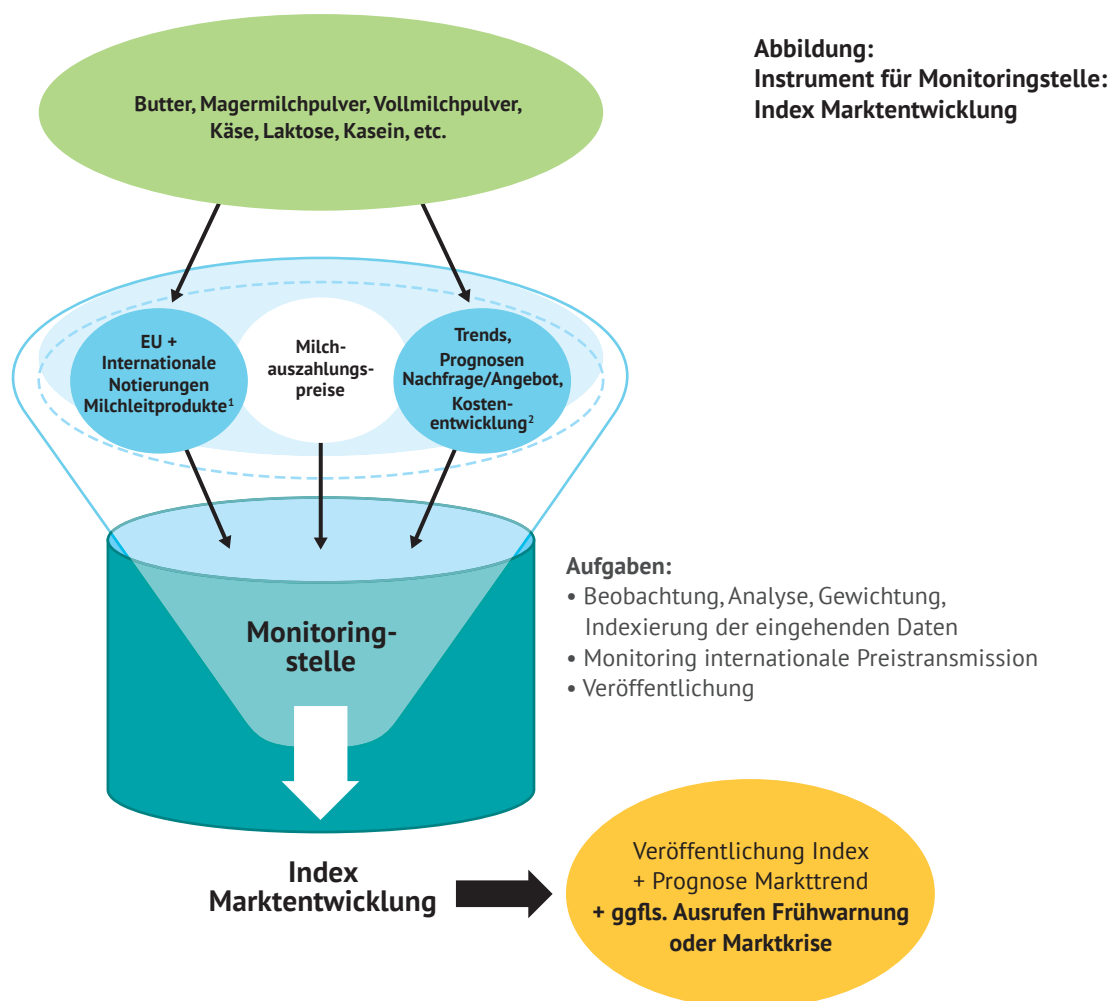 Abbildung:
Instrument für Monitoringstelle:
Index Marktentwicklung
Butter, Magermilchpulver, Vollmilchpulver,
Käse, Laktose, Kasein, etc.
EU +
Internationale
Notierungen
Milchleitprodukte¹
Milch-
auszahlungs-
preise
Trends,
Prognosen
Nachfrage/Angebot,
Kosten-
entwicklung²
Monitoring-
stelle
Aufgaben:
• Beobachtung, Analyse, Gewichtung,
Indexierung der eingehenden Daten
• Monitoring internationale Preistransmission
• Veröffentlichung
Index
Marktentwicklung
Veröffentlichung Index
+ Prognose Markttrend
+ ggfls. Ausrufen Frühwarnung
oder Marktkrise